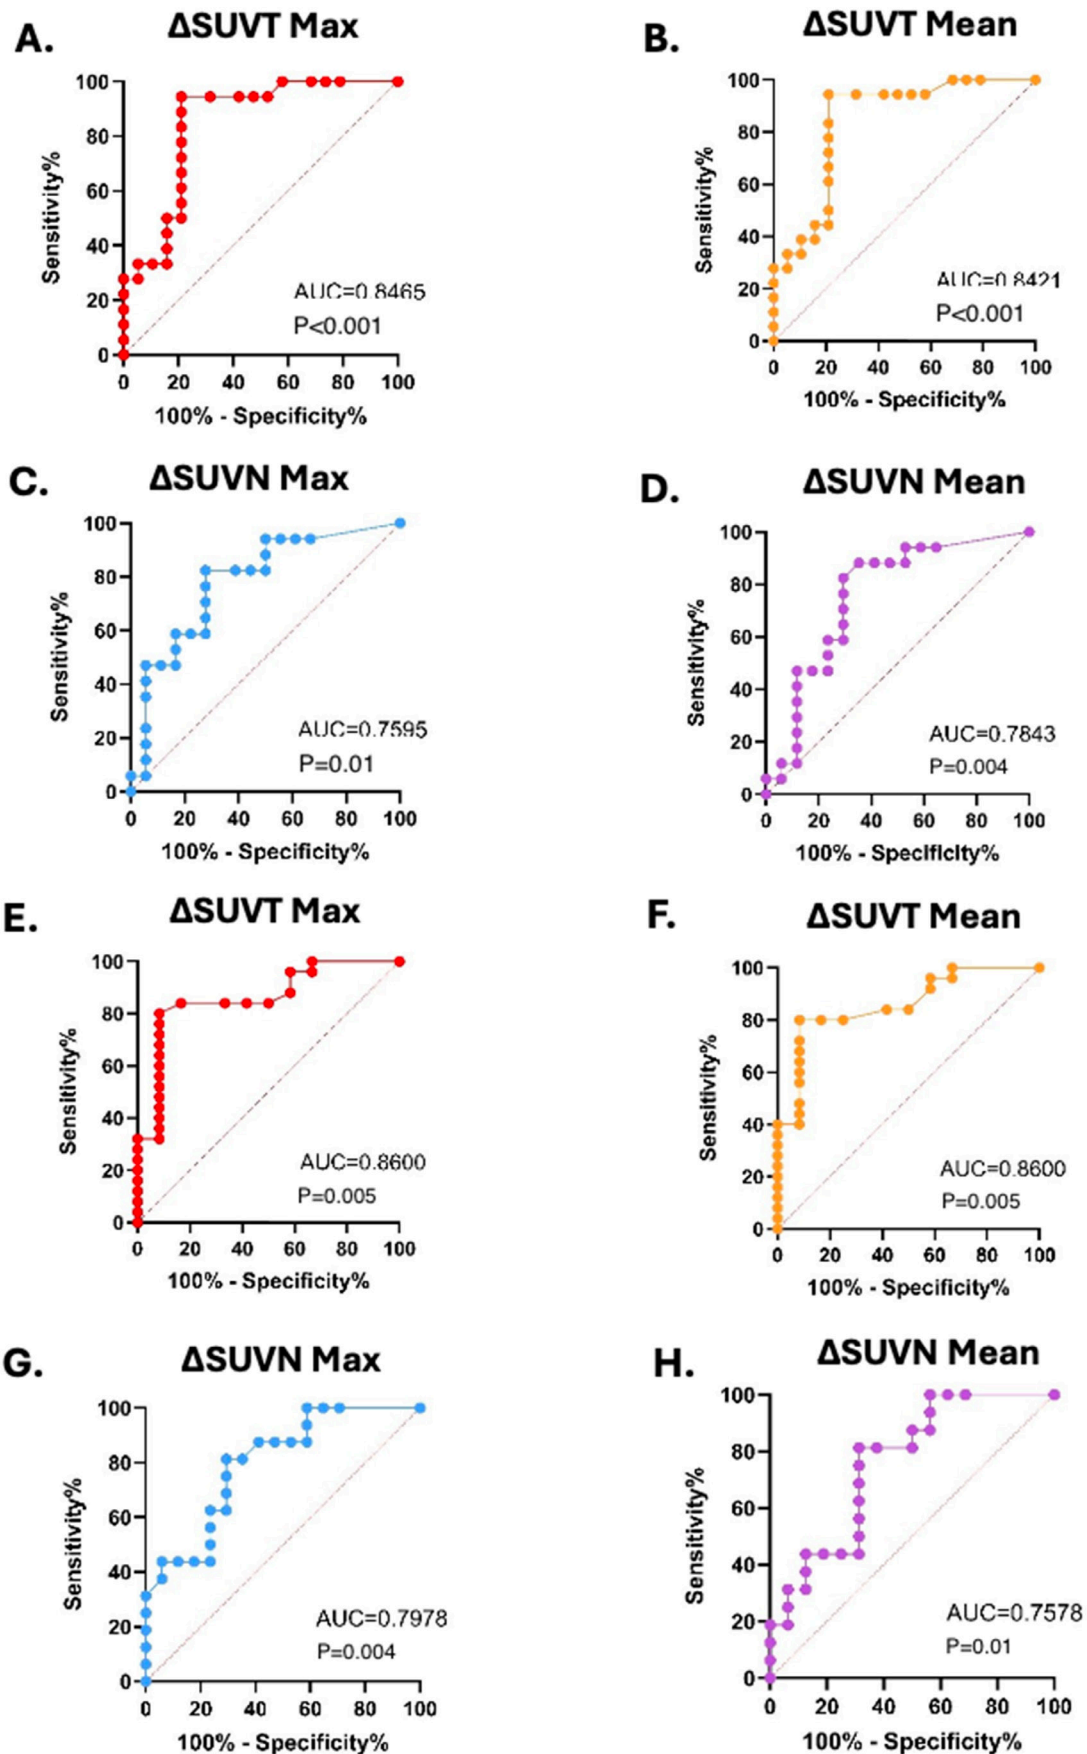 A.
ΔSUVT Max
100
80
60
40
20
0
Sensitivity%
AUC=0.8465
P<0.001
0 20 40 60 80 100
100% - Specificity%
B.
ΔSUVT Mean
100
80
60
40
20
0
Sensitivity%
AUC=0.8421
P<0.001
0 20 40 60 80 100
100% - Specificity%
C.
ΔSUVN Max
100
80
60
40
20
0
Sensitivity%
AUC=0.7595
P=0.01
0 20 40 60 80 100
100% - Specificity%
D.
ΔSUVN Mean
100
80
60
40
20
0
Sensitivity%
AUC=0.7843
P=0.004
0 20 40 60 80 100
100% - Specificity%
E.
ΔSUVT Max
100
80
60
40
20
0
Sensitivity%
AUC=0.8600
P=0.005
0 20 40 60 80 100
100% - Specificity%
F.
ΔSUVT Mean
100
80
60
40
20
0
Sensitivity%
AUC=0.8600
P=0.005
0 20 40 60 80 100
100% - Specificity%
G.
ΔSUVN Max
100
80
60
40
20
0
Sensitivity%
AUC=0.7978
P=0.004
0 20 40 60 80 100
100% - Specificity%
H.
ΔSUVN Mean
100
80
60
40
20
0
Sensitivity%
AUC=0.7578
P=0.01
0 20 40 60 80 100
100% - Specificity%